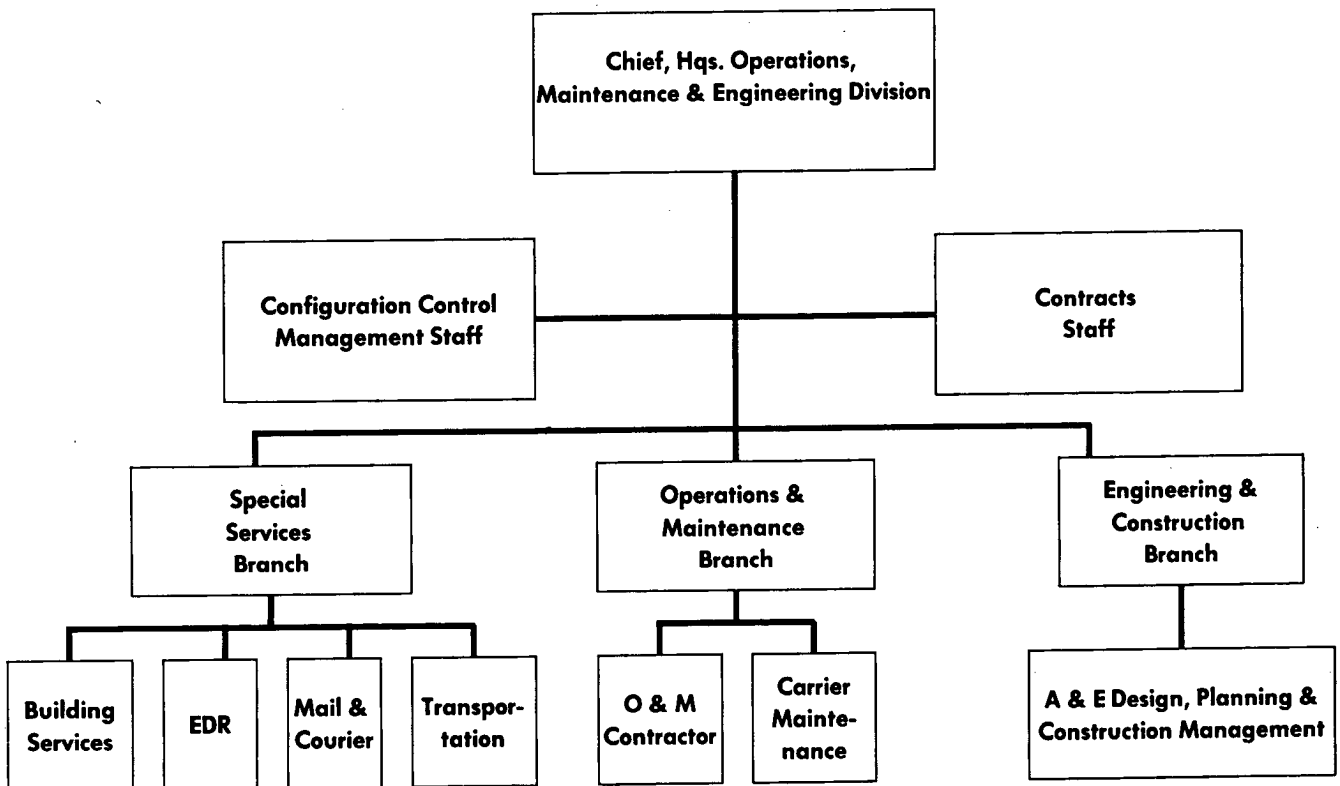 Chief, Hqs. Operations,
Maintenance & Engineering Division
Configuration Control
Management Staff
Contracts
Staff
Special
Services
Branch
Operations &
Maintenance
Branch
Engineering &
Construction
Branch
Building
Services
EDR
Mail &
Courier
Transpor-
tation
O & M
Contractor
Carrier
Mainte-
nance
A & E Design, Planning &
Construction Management